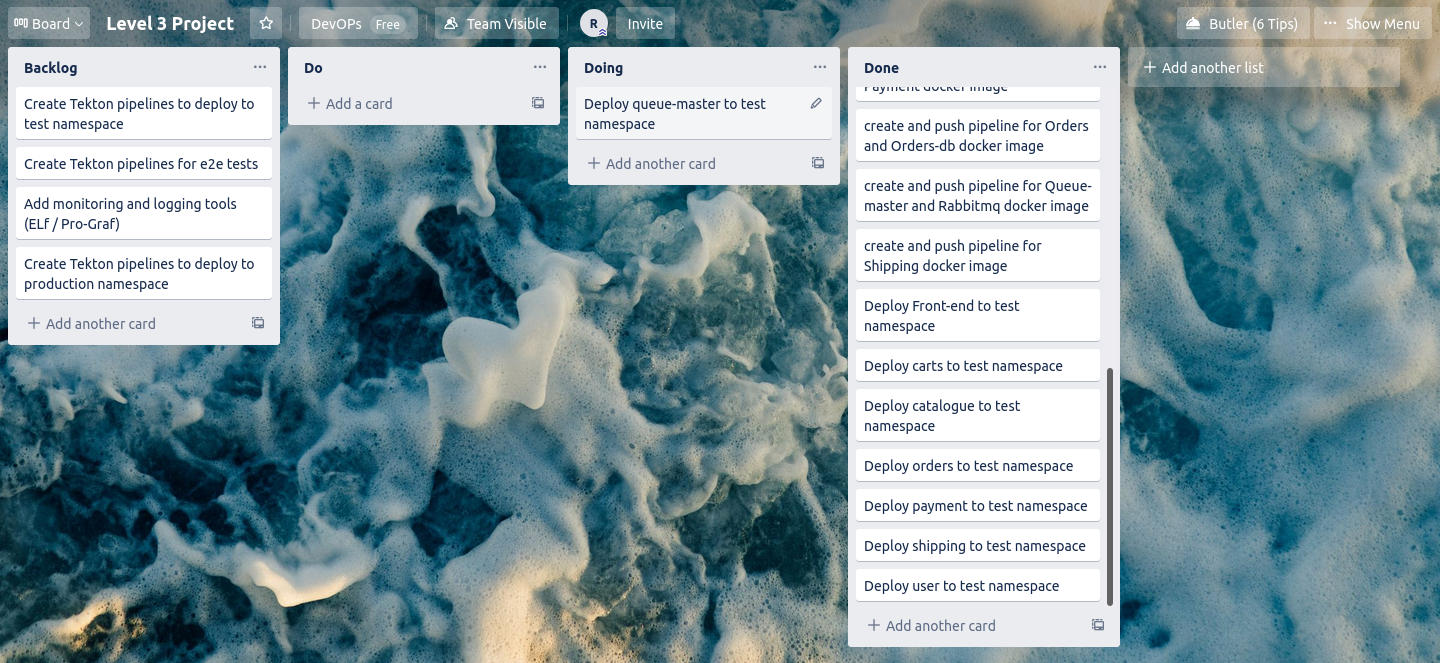 Board
Level 3 Project
DevOPs Free
Team Visible
R
Invite
Butler (6 Tips)
... Show Menu
Backlog
Create Tekton pipelines to deploy to
test namespace
Create Tekton pipelines for e2e tests
Add monitoring and logging tools
(ELf / Pro-Graf)
Create Tekton pipelines to deploy to
production namespace
+ Add another card
Do
+ Add a card
Doing
Deploy queue-master to test
namespace
+ Add another card
Done
Payment docker image
create and push pipeline for Orders
and Orders-db docker image
create and push pipeline for Queue-
master and Rabbitmq docker image
create and push pipeline for
Shipping docker image
Deploy Front-end to test
namespace
Deploy carts to test namespace
Deploy catalogue to test
namespace
Deploy orders to test namespace
Deploy payment to test namespace
Deploy shipping to test namespace
Deploy user to test namespace
+ Add another card
+ Add another list